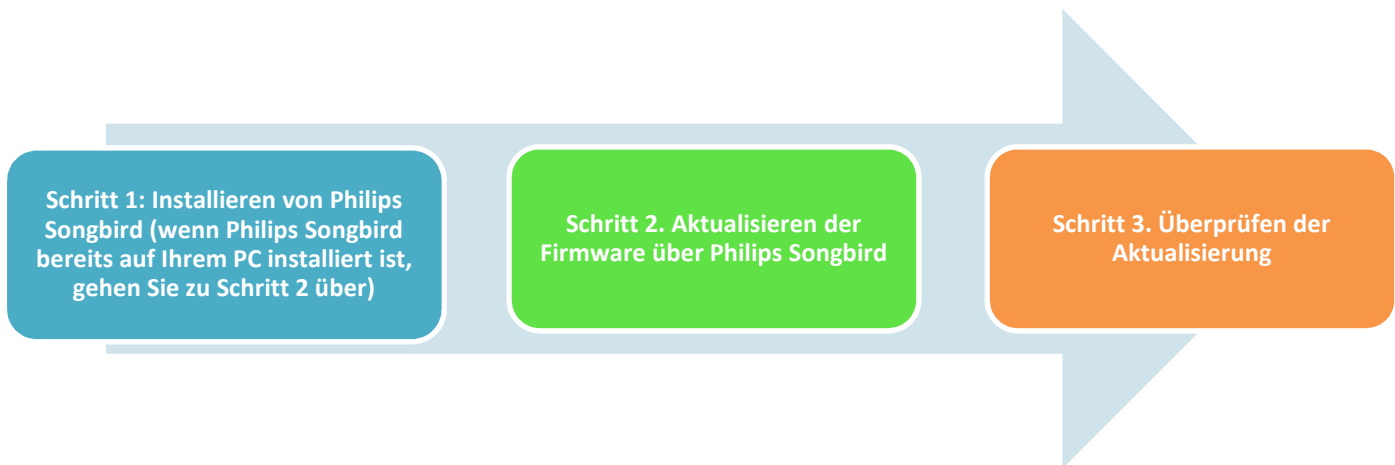 Schritt 1: Installieren von Philips
Songbird (wenn Philips Songbird
bereits auf Ihrem PC installiert ist,
gehen Sie zu Schritt 2 über)
Schritt 2. Aktualisieren der
Firmware über Philips Songbird
Schritt 3. Überprüfen der
Aktualisierung